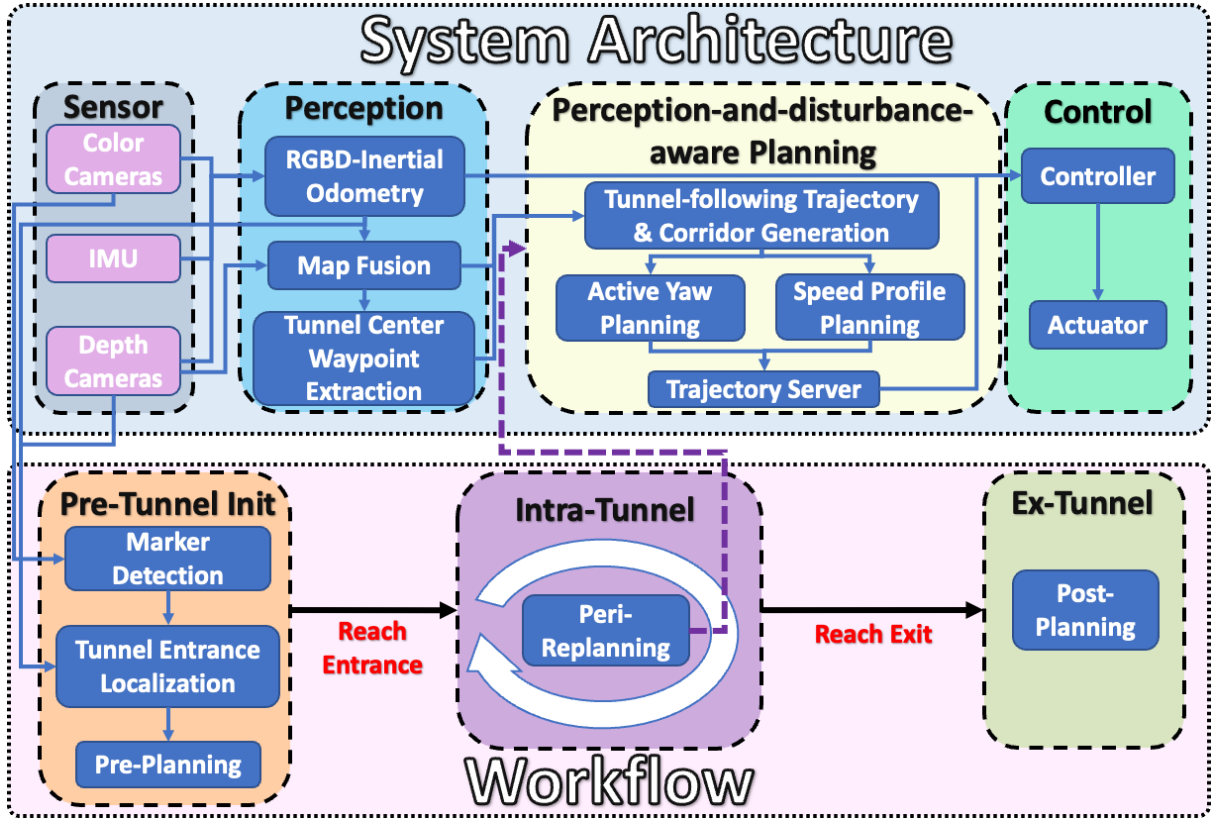 System Architecture
Sensor
Color
Cameras
IMU
Depth
Cameras
Perception
RGBD-Inertial
Odometry
Map Fusion
Tunnel Center
Waypoint
Extraction
Perception-and-disturbance-
aware Planning
Tunnel-following Trajectory
& Corridor Generation
Active Yaw
Planning
Speed Profile
Planning
Trajectory Server
Control
Controller
Actuator
Pre-Tunnel Init
Marker
Detection
Tunnel Entrance
Localization
Pre-Planning
Reach
Entrance
Intra-Tunnel
Peri-
Replanning
Reach Exit
Ex-Tunnel
Post-
Planning
Workflow